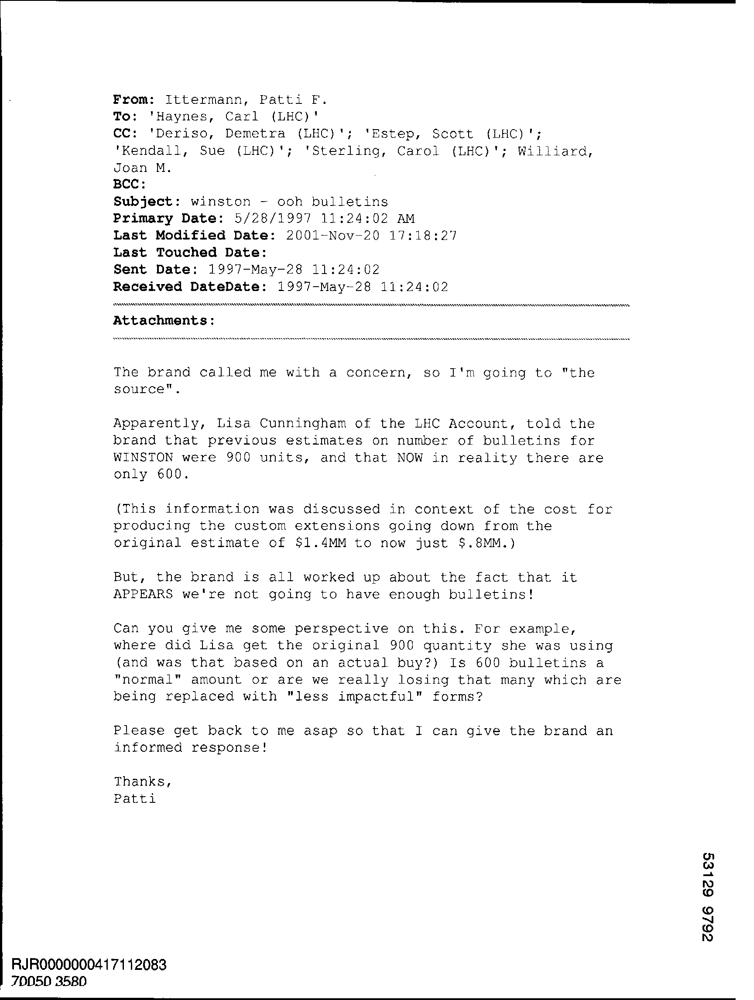 From: Ittermann, Patti F.
To: 'Haynes, Carl (LHC)'
CC: 'Deriso, Demetra (LHC)'; 'Estep, Scott (LHC)';
'Kendall, Sue (LHC)'; 'Sterling, Carol (LHC)'; Williard,
Joan M.
BCC:
Subject: winston - ooh bulletins
Primary Date: 5/28/1997 11:24:02 AM
Last Modified Date: 2001-Nov-20 17:18:27
Last Touched Date:
Sent Date: 1997-May-28 11:24:02
Received DateDate: 1997-May-28 11:24:02
Attachments:
The brand called me with a concern, so I'm going to "the
source".
Apparently, Lisa Cunningham of the LHC Account, told the
brand that previous estimates on number of bulletins for
WINSTON were 900 units, and that NOW in reality there are
only 600.
(This information was discussed in context of the cost for
producing the custom extensions going down from the
original estimate of $1.4MM to now just $.8MM.)
But, the brand is all worked up about the fact that it
APPEARS we're not going to have enough bulletins!
Can you give me some perspective on this. For example,
where did Lisa get the original 900 quantity she was using
(and was that based on an actual buy?) Is 600 bulletins a
"normal" amount or are we really losing that many which are
being replaced with "less impactful" forms?
Please get back to me asap so that I can give the brand an
informed response!
Thanks,
Patti
53129 9792
RJR0000000417112083
70050 3580